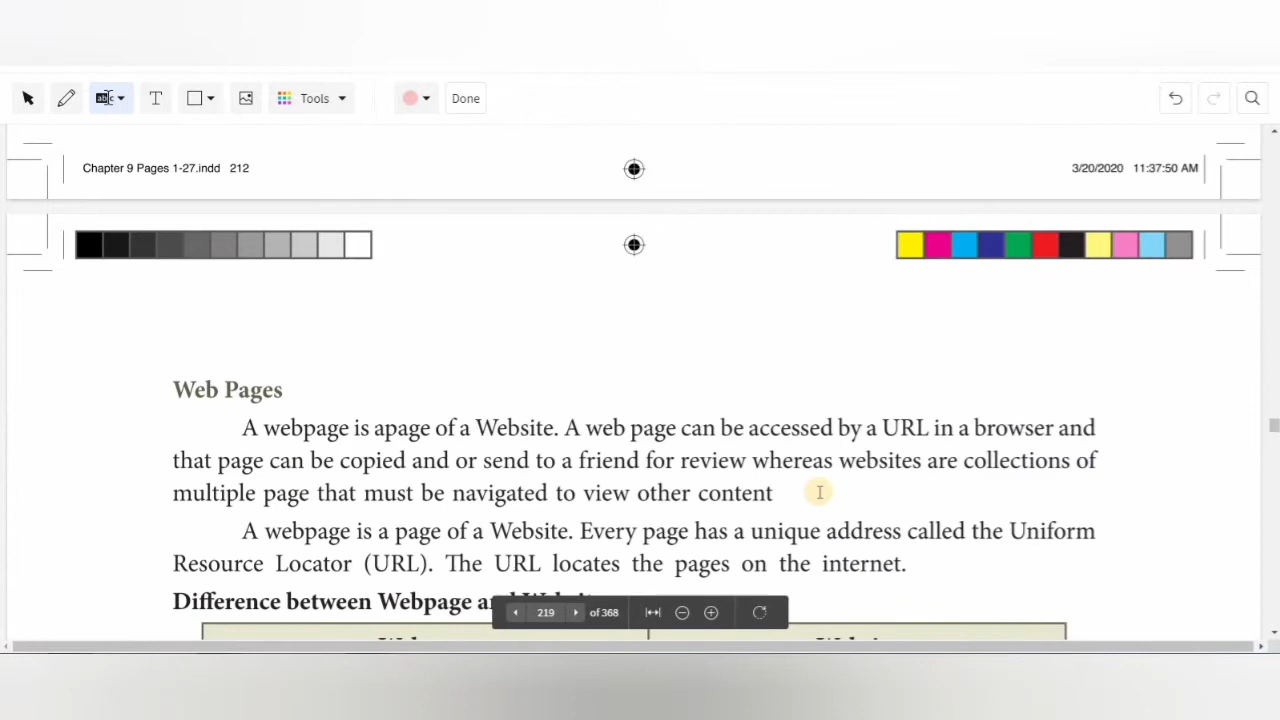 Tools Done
Chapter 9 Pages 1-27.indd 212 3/20/2020 11:37:50 AM
Web Pages
A webpage is apage of a Website. A web page can be accessed by a URL in a browser and
that page can be copied and or send to a friend for review whereas websites are collections of
multiple page that must be navigated to view other content
A webpage is a page of a Website. Every page has a unique address called the Uniform
Resource Locator (URL). The URL locates the pages on the internet.
Difference between Webpage
219 of 368